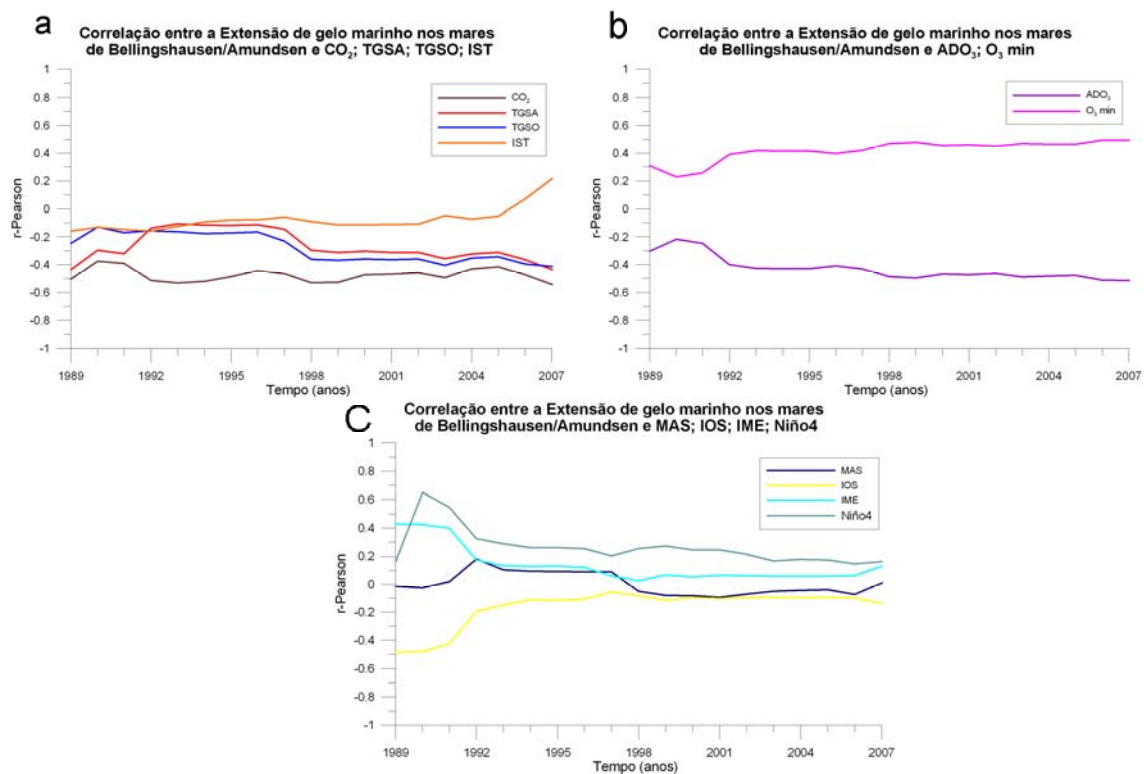 a
Correlação entre a Extensão de gelo marinho nos mares
de Bellingshausen/Amundsen e CO₂; TGSA; TGSO; IST
1
0.8
0.6
0.4
0.2
0
-0.2
-0.4
-0.6
-0.8
-1
r-Pearson
CO₂
TGSA
TGSO
IST
1989 1992 1995 1998 2001 2004 2007
Tempo (anos)
b
Correlação entre a Extensão de gelo marinho nos mares
de Bellingshausen/Amundsen e ADO₃; O₃ min
1
0.8
0.6
0.4
0.2
0
-0.2
-0.4
-0.6
-0.8
-1
r-Pearson
ADO₃
O₃ min
1989 1992 1995 1998 2001 2004 2007
Tempo (anos)
C
Correlação entre a Extensão de gelo marinho nos mares
de Bellingshausen/Amundsen e MAS; IOS; IME; Niño4
1
0.8
0.6
0.4
0.2
0
-0.2
-0.4
-0.6
-0.8
-1
r-Pearson
MAS
IOS
IME
Niño4
1989 1992 1995 1998 2001 2004 2007
Tempo (anos)